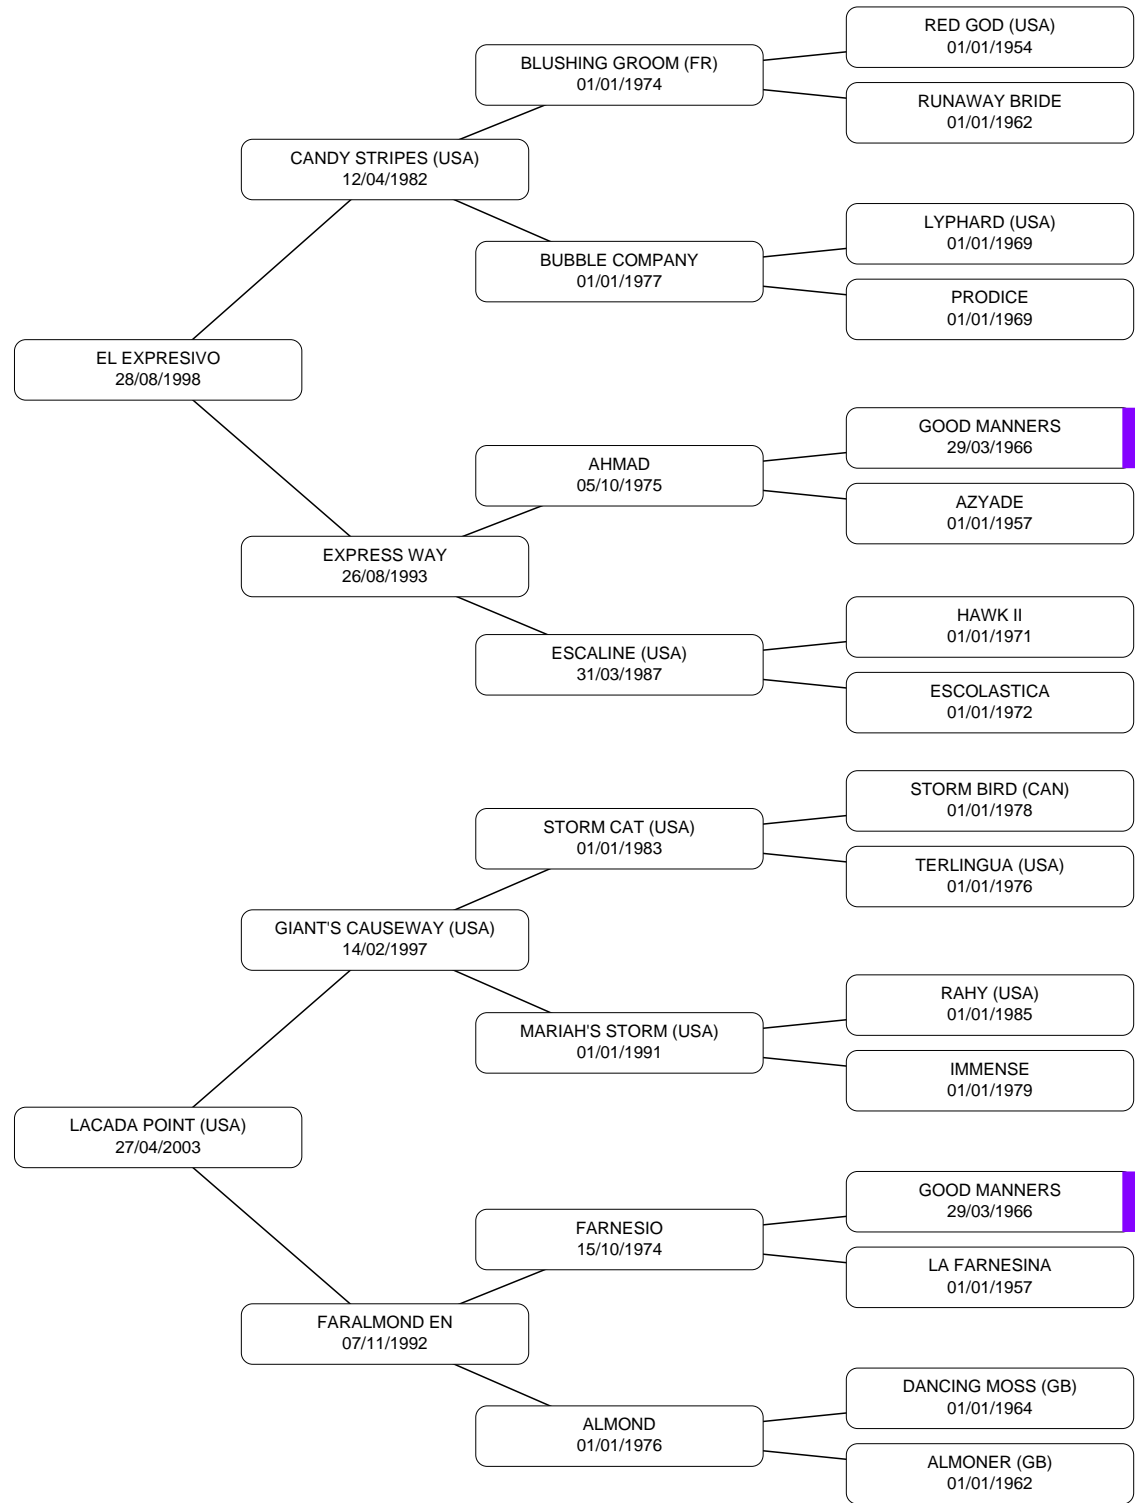 RED GOD (USA)
01/01/1954
BLUSHING GROOM (FR)
01/01/1974
RUNAWAY BRIDE
01/01/1962
CANDY STRIPES (USA)
12/04/1982
LYPHARD (USA)
01/01/1969
BUBBLE COMPANY
01/01/1977
PRODICE
01/01/1969
EL EXPRESIVO
28/08/1998
GOOD MANNERS
29/03/1966
AHMAD
05/10/1975
AZYADE
01/01/1957
EXPRESS WAY
26/08/1993
HAWK II
01/01/1971
ESCALINE (USA)
31/03/1987
ESCOLASTICA
01/01/1972
STORM BIRD (CAN)
01/01/1978
STORM CAT (USA)
01/01/1983
TERLINGUA (USA)
01/01/1976
GIANT'S CAUSEWAY (USA)
14/02/1997
RAHY (USA)
01/01/1985
MARIAH'S STORM (USA)
01/01/1991
IMMENSE
01/01/1979
LACADA POINT (USA)
27/04/2003
GOOD MANNERS
29/03/1966
FARNESIO
15/10/1974
LA FARNESINA
01/01/1957
FARALMOND EN
07/11/1992
DANCING MOSS (GB)
01/01/1964
ALMOND
01/01/1976
ALMONER (GB)
01/01/1962